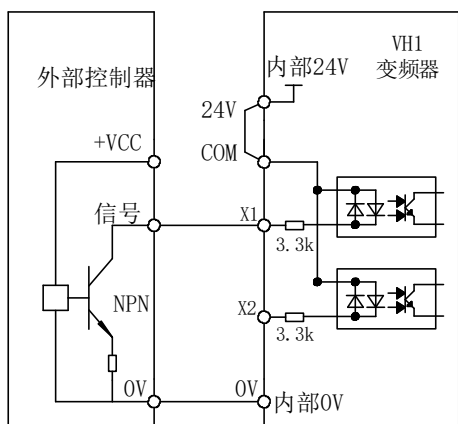 外部控制器
VH1
变频器
内部24V
24V
+VCC
COM
信号
X1
3.3k
NPN
X2
3.3k
0V
0V
内部0V